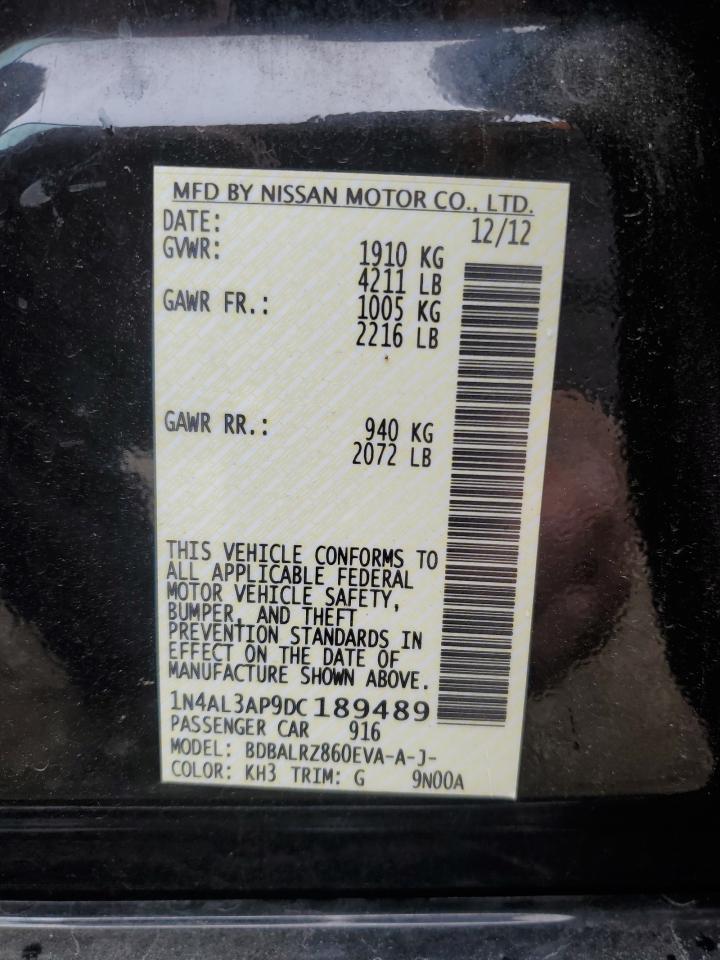 MFD BY NISSAN MOTOR CO., LTD.
DATE: 12/12
GVWR: 1910 KG
4211 LB
GAWR FR.: 1005 KG
2216 LB
GAWR RR.: 940 KG
2072 LB
THIS VEHICLE CONFORMS TO
ALL APPLICABLE FEDERAL
MOTOR VEHICLE SAFETY,
BUMPER, AND THEFT
PREVENTION STANDARDS IN
EFFECT ON THE DATE OF
MANUFACTURE SHOWN ABOVE.
1N4AL3AP9DC189489
PASSENGER CAR 916
MODEL: BDBALRZ860EVA-A-J-
COLOR: KH3 TRIM: G 9N00A